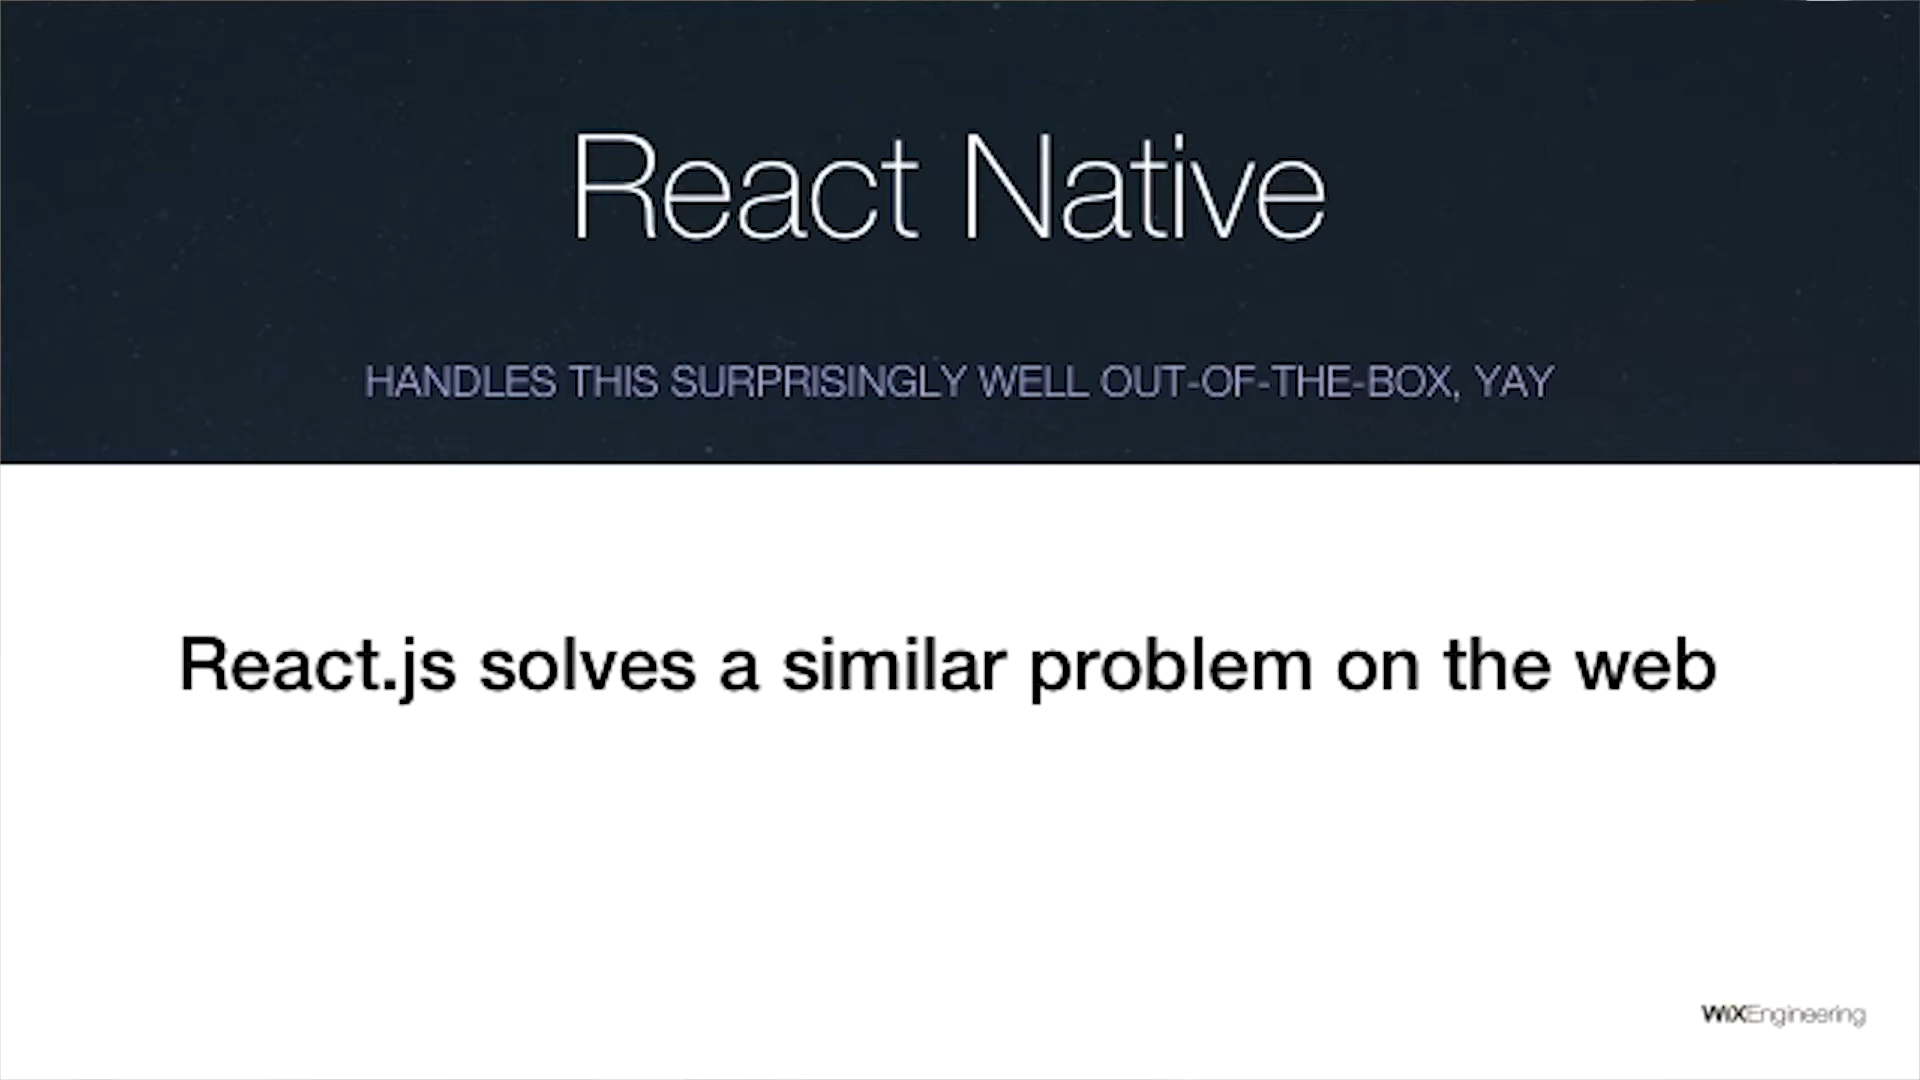 React Native
HANDLES THIS SURPRISINGLY WELL OUT-OF-THE-BOX, YAY
React.js solves a similar problem on the web
WiXEngineering